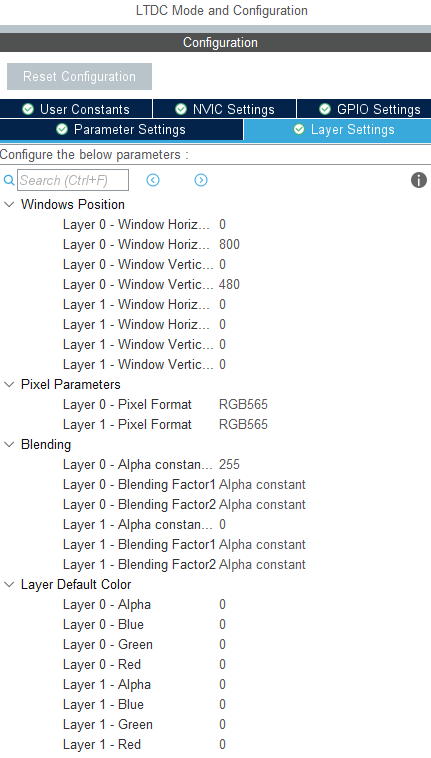 LTDC Mode and Configuration
Configuration
Reset Configuration
User Constants NVIC Settings GPIO Settings
Parameter Settings Layer Settings
Configure the below parameters :
Search (Ctrl+F)
Windows Position
Layer 0 - Window Horiz... 0
Layer 0 - Window Horiz... 800
Layer 0 - Window Vertic... 0
Layer 0 - Window Vertic... 480
Layer 1 - Window Horiz... 0
Layer 1 - Window Horiz... 0
Layer 1 - Window Vertic... 0
Layer 1 - Window Vertic... 0
Pixel Parameters
Layer 0 - Pixel Format RGB565
Layer 1 - Pixel Format RGB565
Blending
Layer 0 - Alpha constan... 255
Layer 0 - Blending Factor1 Alpha constant
Layer 0 - Blending Factor2 Alpha constant
Layer 1 - Alpha constan... 0
Layer 1 - Blending Factor1 Alpha constant
Layer 1 - Blending Factor2 Alpha constant
Layer Default Color
Layer 0 - Alpha 0
Layer 0 - Blue 0
Layer 0 - Green 0
Layer 0 - Red 0
Layer 1 - Alpha 0
Layer 1 - Blue 0
Layer 1 - Green 0
Layer 1 - Red 0